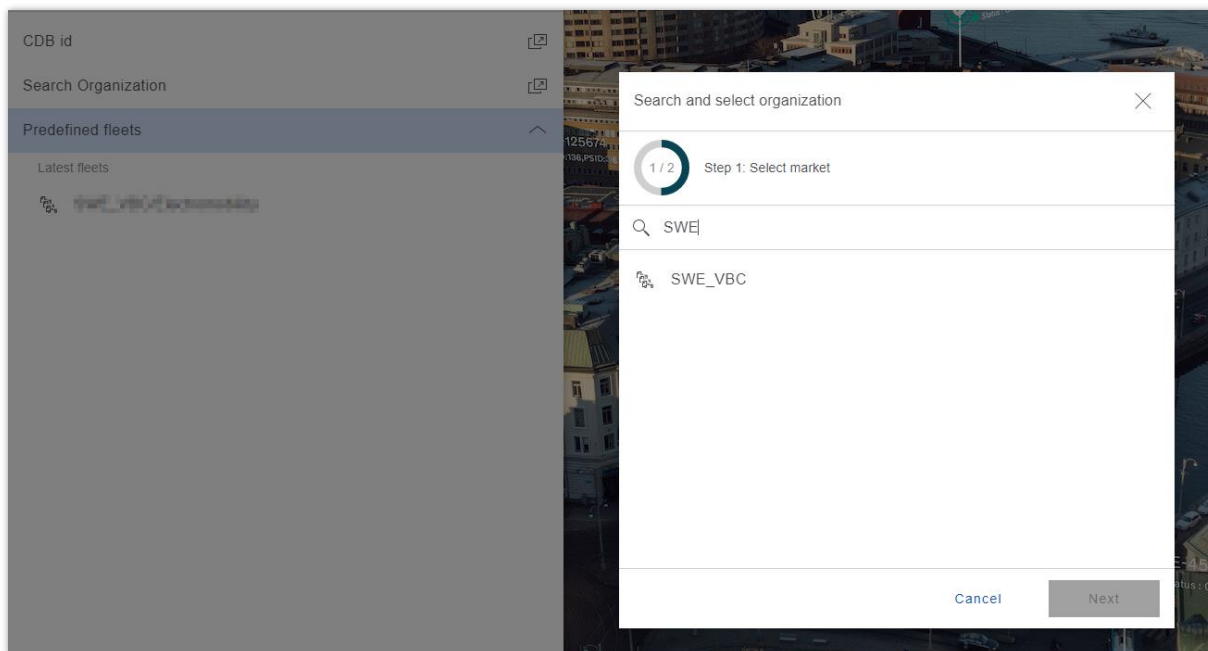 CDB id
Search Organization
Predefined fleets
Latest fleets
Search and select organization
1 / 2
Step 1: Select market
SWE
SWE_VBC
Cancel
Next